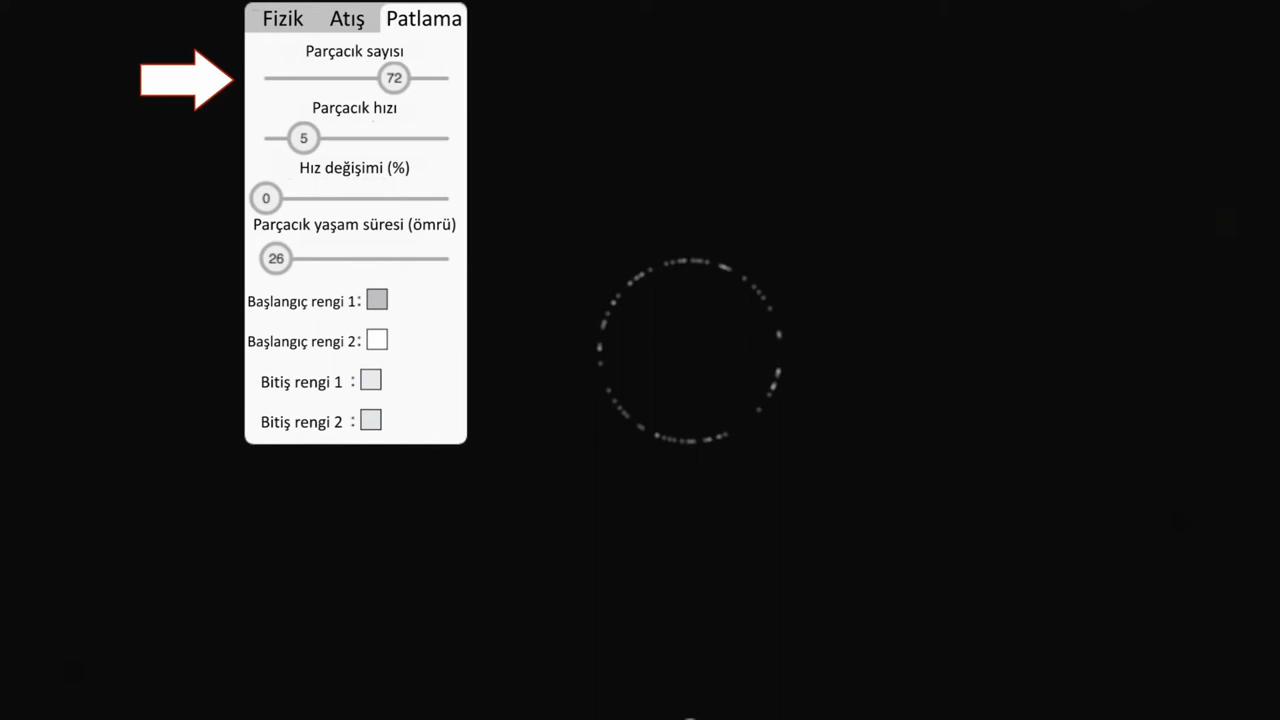 Fizik Atış Patlama
Parçacık sayısı
72
Parçacık hızı
5
Hız değişimi (%)
0
Parçacık yaşam süresi (ömrü)
26
Başlangıç rengi 1:
Başlangıç rengi 2:
Bitiş rengi 1 :
Bitiş rengi 2 :